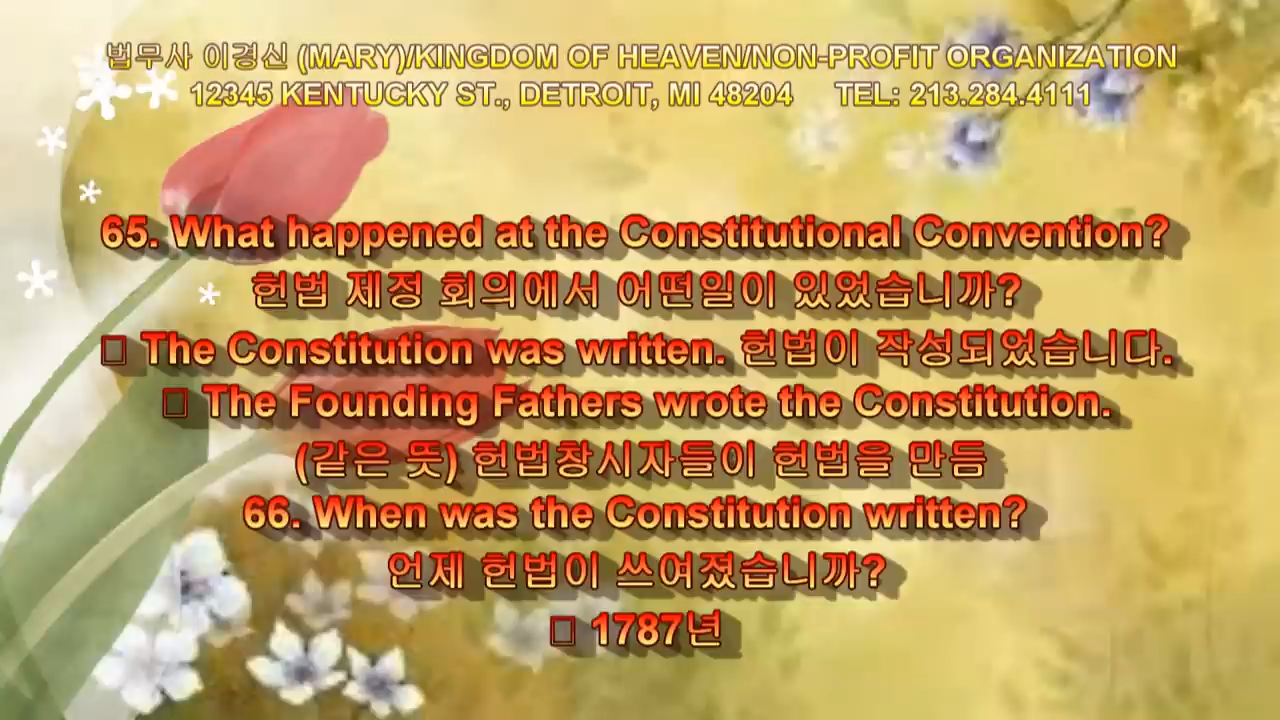 법무사 이경신 (MARY)/KINGDOM OF HEAVEN/NON-PROFIT ORGANIZATION
12345 KENTUCKY ST., DETROIT, MI 48204 TEL: 213.284.4111
65. What happened at the Constitutional Convention?
헌법 제정 회의에서 어떤일이 있었습니까?
▯ The Constitution was written. 헌법이 작성되었습니다.
▯ The Founding Fathers wrote the Constitution.
(같은 뜻) 헌법창시자들이 헌법을 만듬
66. When was the Constitution written?
언제 헌법이 쓰여졌습니까?
▯ 1787년